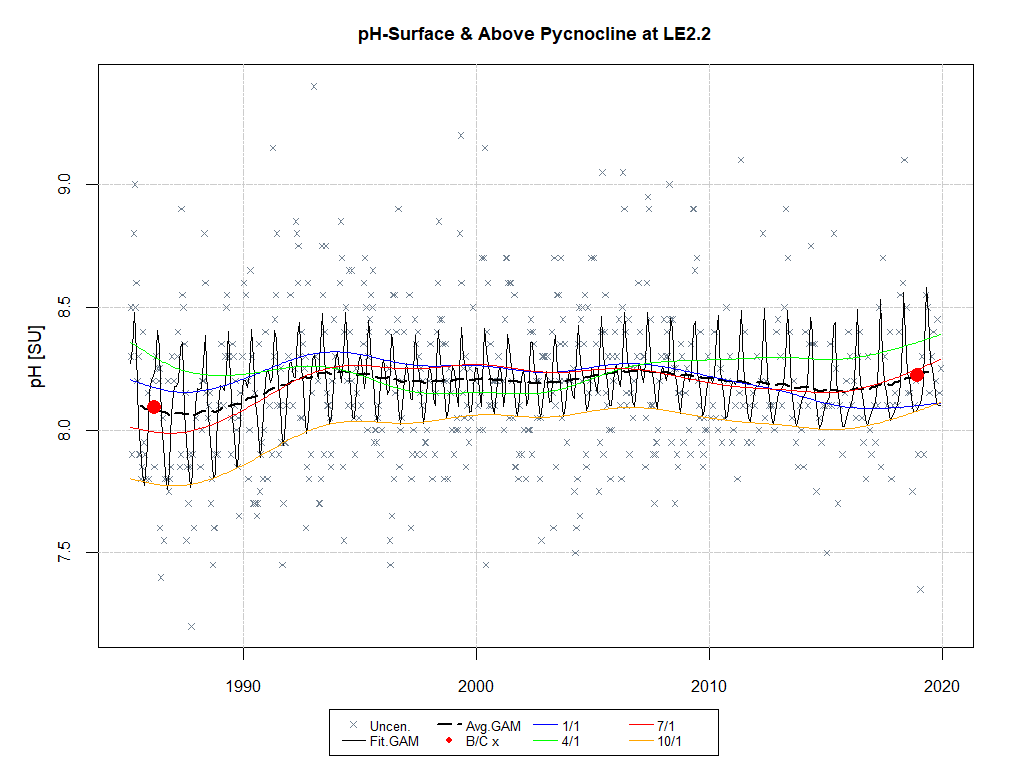 pH-Surface & Above Pycnocline at LE2.2
pH [SU]
9.0
8.5
8.0
7.5
1990 2000 2010 2020
Uncen. Avg.GAM 1/1 7/1
Fit.GAM B/C x 4/1 10/1